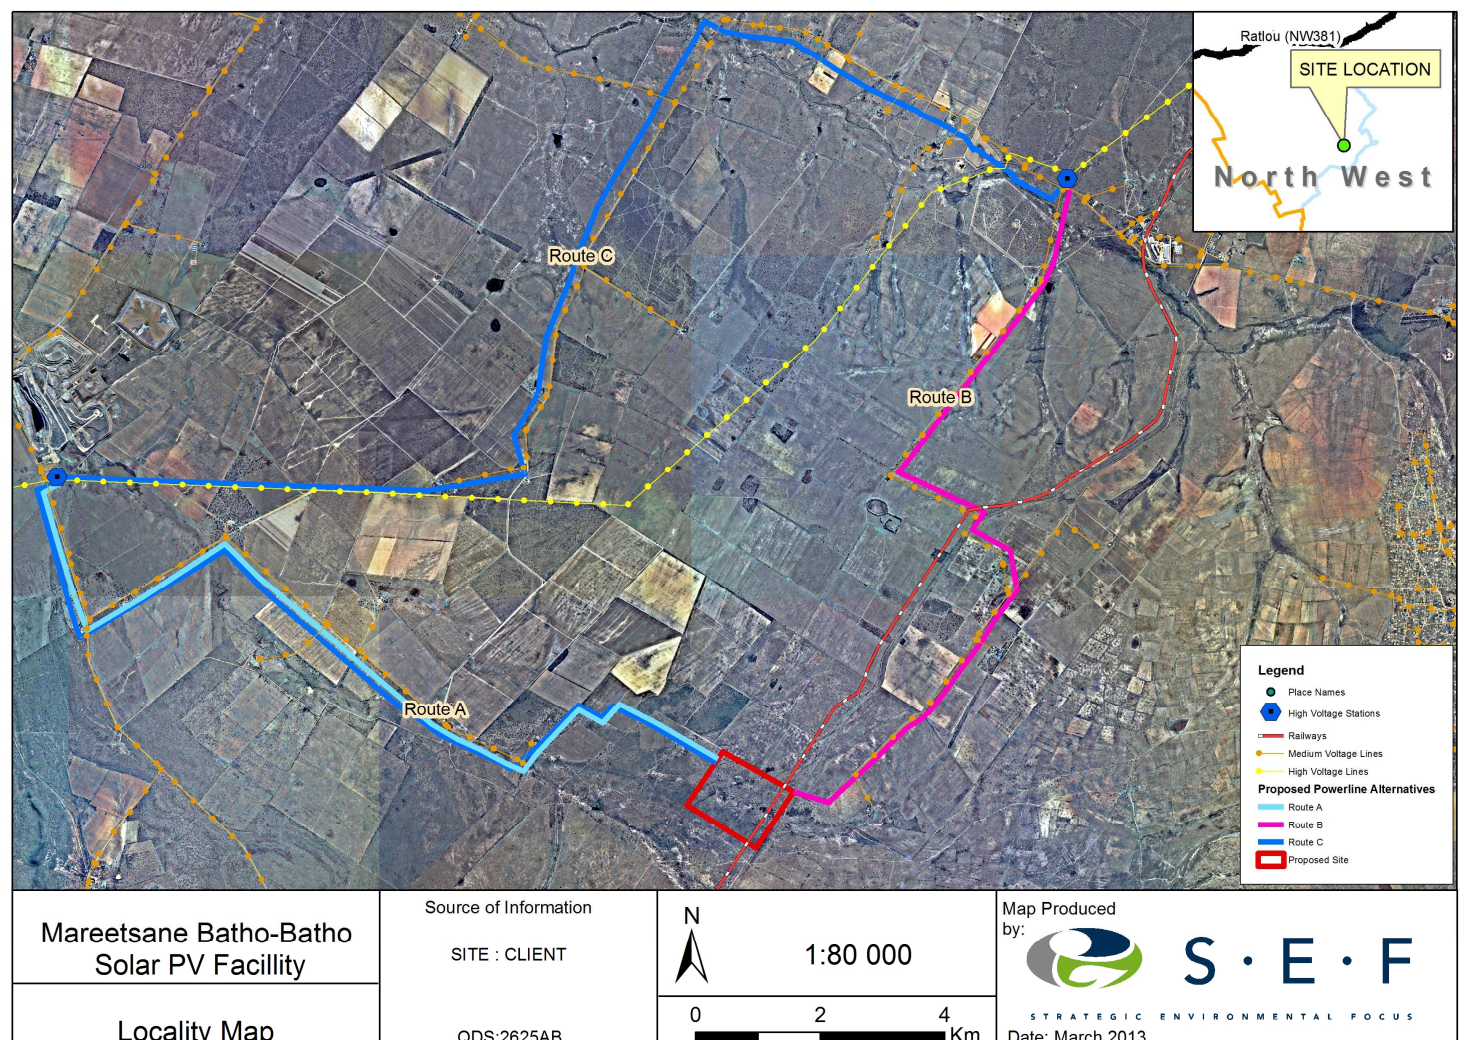 Ratlou (NW381)
SITE LOCATION
North West
Route C
Route B
Route A
Legend
Place Names
High Voltage Stations
Railways
Medium Voltage Lines
High Voltage Lines
Proposed Powerline Alternatives
Route A
Route B
Route C
Proposed Site
Mareetsane Batho-Batho
Solar PV Facillity
Locality Map
Source of Information
SITE : CLIENT
QDS:2625AB
N
1:80 000
0 2 4
Km
Map Produced
by:
S·E·F
STRATEGIC ENVIRONMENTAL FOCUS
Date: March 2013